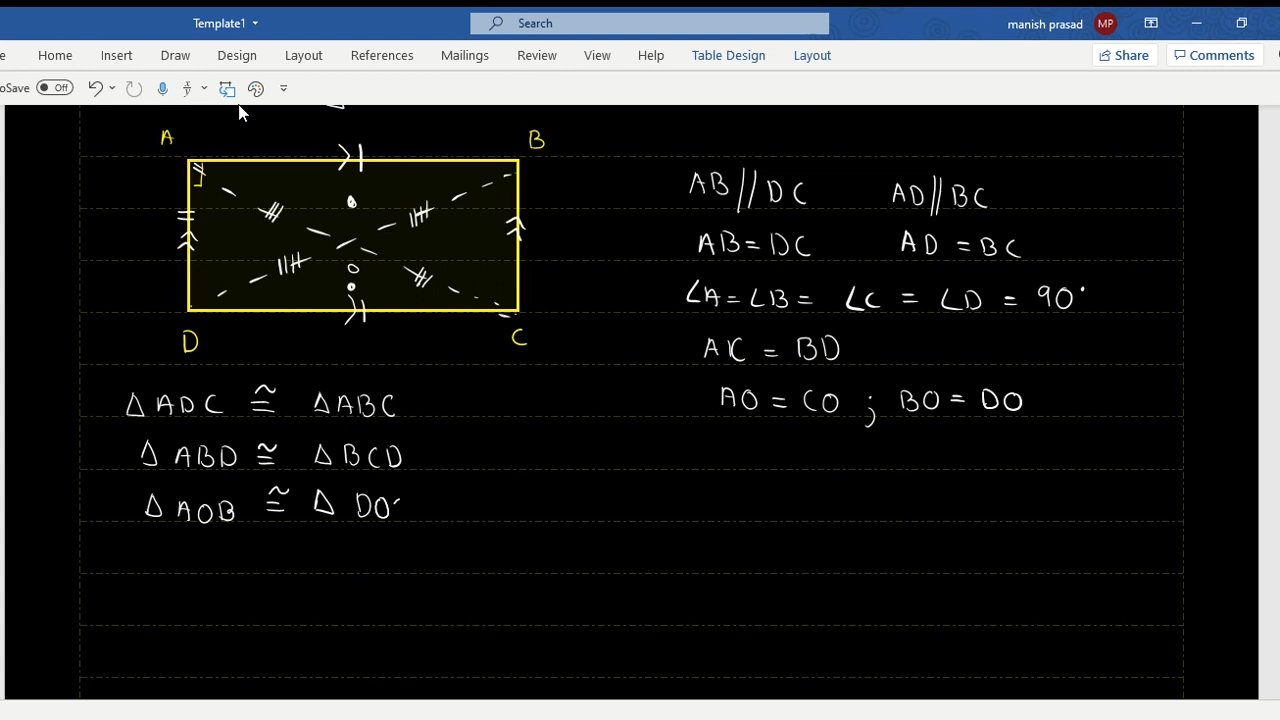 Template1
Search
manish prasad
MP
e Home Insert Draw Design Layout References Mailings Review View Help Table Design Layout
Share
Comments
oSave Off
A
B
O
D
C
AB // DC AD // BC
AB = DC AD = BC
∠A = ∠B = ∠C = ∠D = 90°
AC = BD
AO = CO ; BO = DO
Δ ADC ≅ Δ ABC
Δ ABD ≅ Δ BCD
Δ AOB ≅ Δ DO